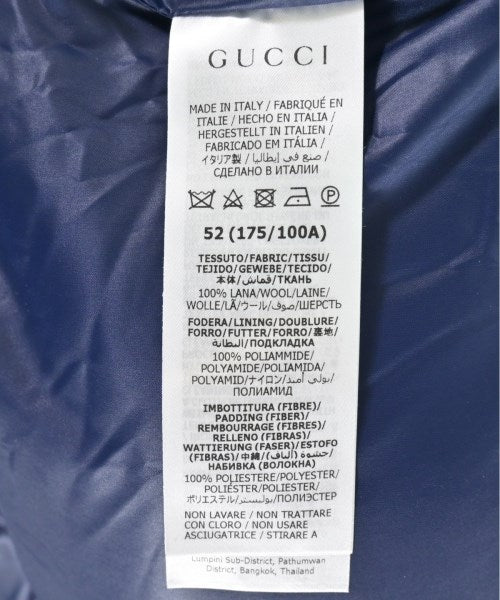 GUCCI
MADE IN ITALY / FABRIQUÉ EN
ITALIE / HECHO EN ITALIA /
HERGESTELLT IN ITALIEN /
FABRICADO EM ITÁLIA /
イタリア製 / صنع في إيطاليا /
СДЕЛАНО В ИТАЛИИ
P
52 (175/100A)
TESSUTO/FABRIC/TISSU/
TEJIDO/GEWEBE/TECIDO/
本体/قماش/ТКАНЬ
100% LANA/WOOL/LAINE/
WOLLE/LÃ/ウール/صوف/ШЕРСТЬ
FODERA/LINING/DOUBLURE/
FORRO/FUTTER/FORRO/裏地/
البطانة/ПОДКЛАДКА
100% POLIAMMIDE/
POLYAMIDE/POLIAMIDA/
POLYAMID/ナイロン/بولي أميد/
ПОЛИАМИД
IMBOTTITURA (FIBRE)/
PADDING (FIBER)/
REMBOURRAGE (FIBRES)/
RELLENO (FIBRAS)/
WATTIERUNG (FASER)/ESTOFO
(FIBRAS)/中綿/حشوة (ألياف)/
НАБИВКА (ВОЛОКНА)
100% POLIESTERE/POLYESTER/
POLIÉSTER/POLYESTER/
POLIÉSTER/
ポリエステル/بوليستر/ПОЛИЭСТЕР
NON LAVARE / NON TRATTARE
CON CLORO / NON USARE
ASCIUGATRICE / STIRARE A
Lumpini Sub-District, Pathumwan
District, Bangkok, Thailand